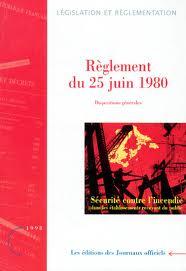 LÉGISLATION ET RÉGLEMENTATION
Règlement
du 25 juin 1980
Dispositions générales
Sécurité contre l'incendie
dans les établissements recevant du public
1998
Les éditions des Journaux officiels